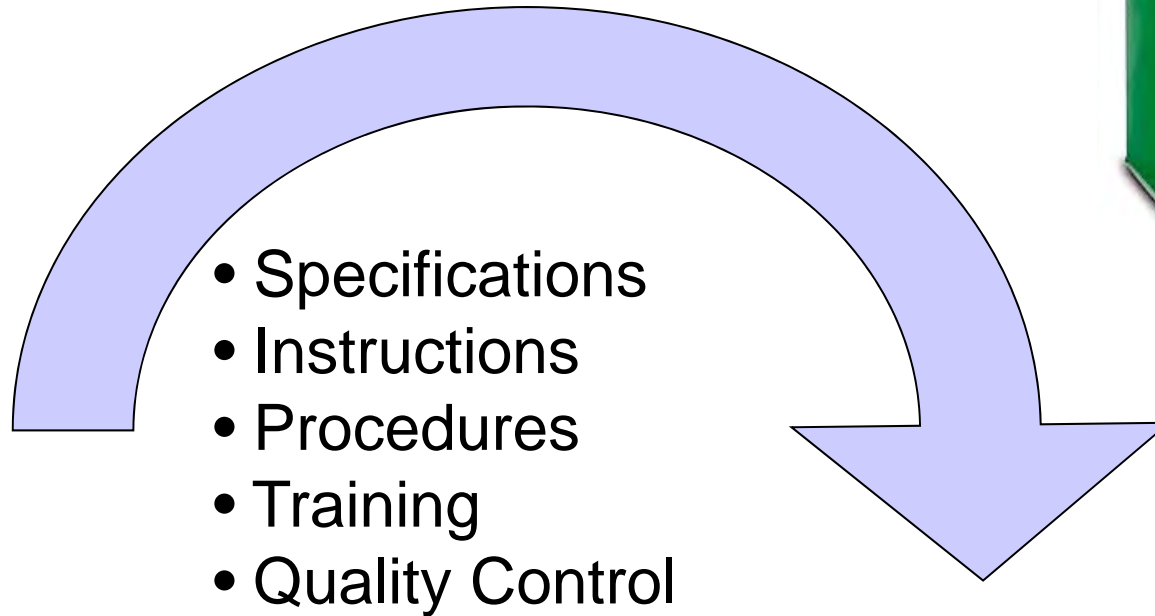 • Specifications
• Instructions
• Procedures
• Training
• Quality Control